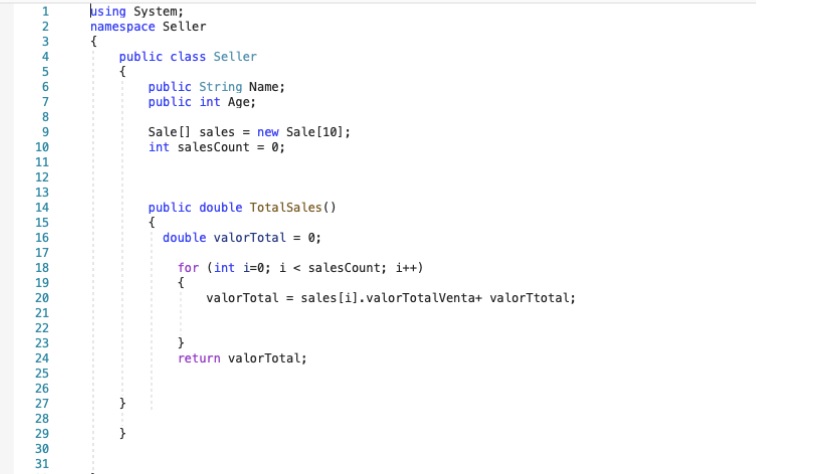 1 using System;
2 namespace Seller
3 {
4 public class Seller
5 {
6 public String Name;
7 public int Age;
8
9 Sale[] sales = new Sale[10];
10 int salesCount = 0;
11
12
13
14 public double TotalSales()
15 {
16 double valorTotal = 0;
17
18 for (int i=0; i < salesCount; i++)
19 {
20 valorTotal = sales[i].valorTotalVenta+ valorTtotal;
21
22
23 }
24 return valorTotal;
25
26
27 }
28
29 }
30
31